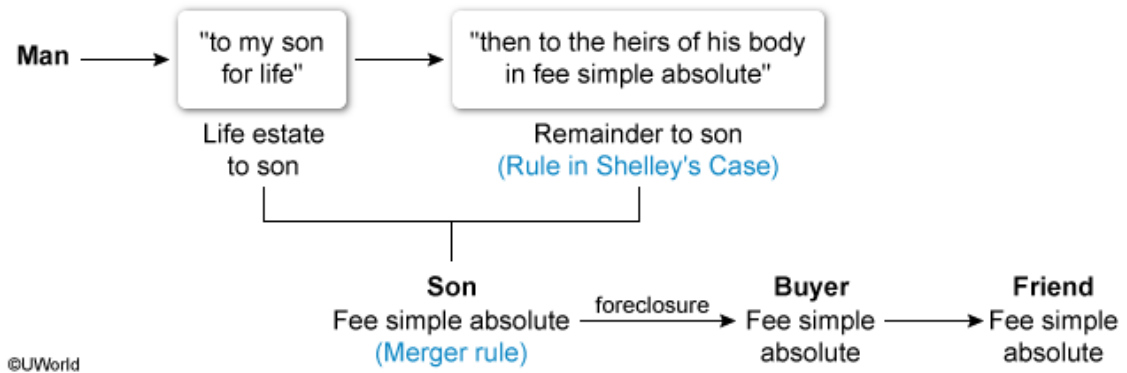 Man
"to my son
for life"
"then to the heirs of his body
in fee simple absolute"
Life estate
to son
Remainder to son
(Rule in Shelley's Case)
Son
Fee simple absolute
(Merger rule)
foreclosure
Buyer
Fee simple
absolute
Friend
Fee simple
absolute
©UWorld